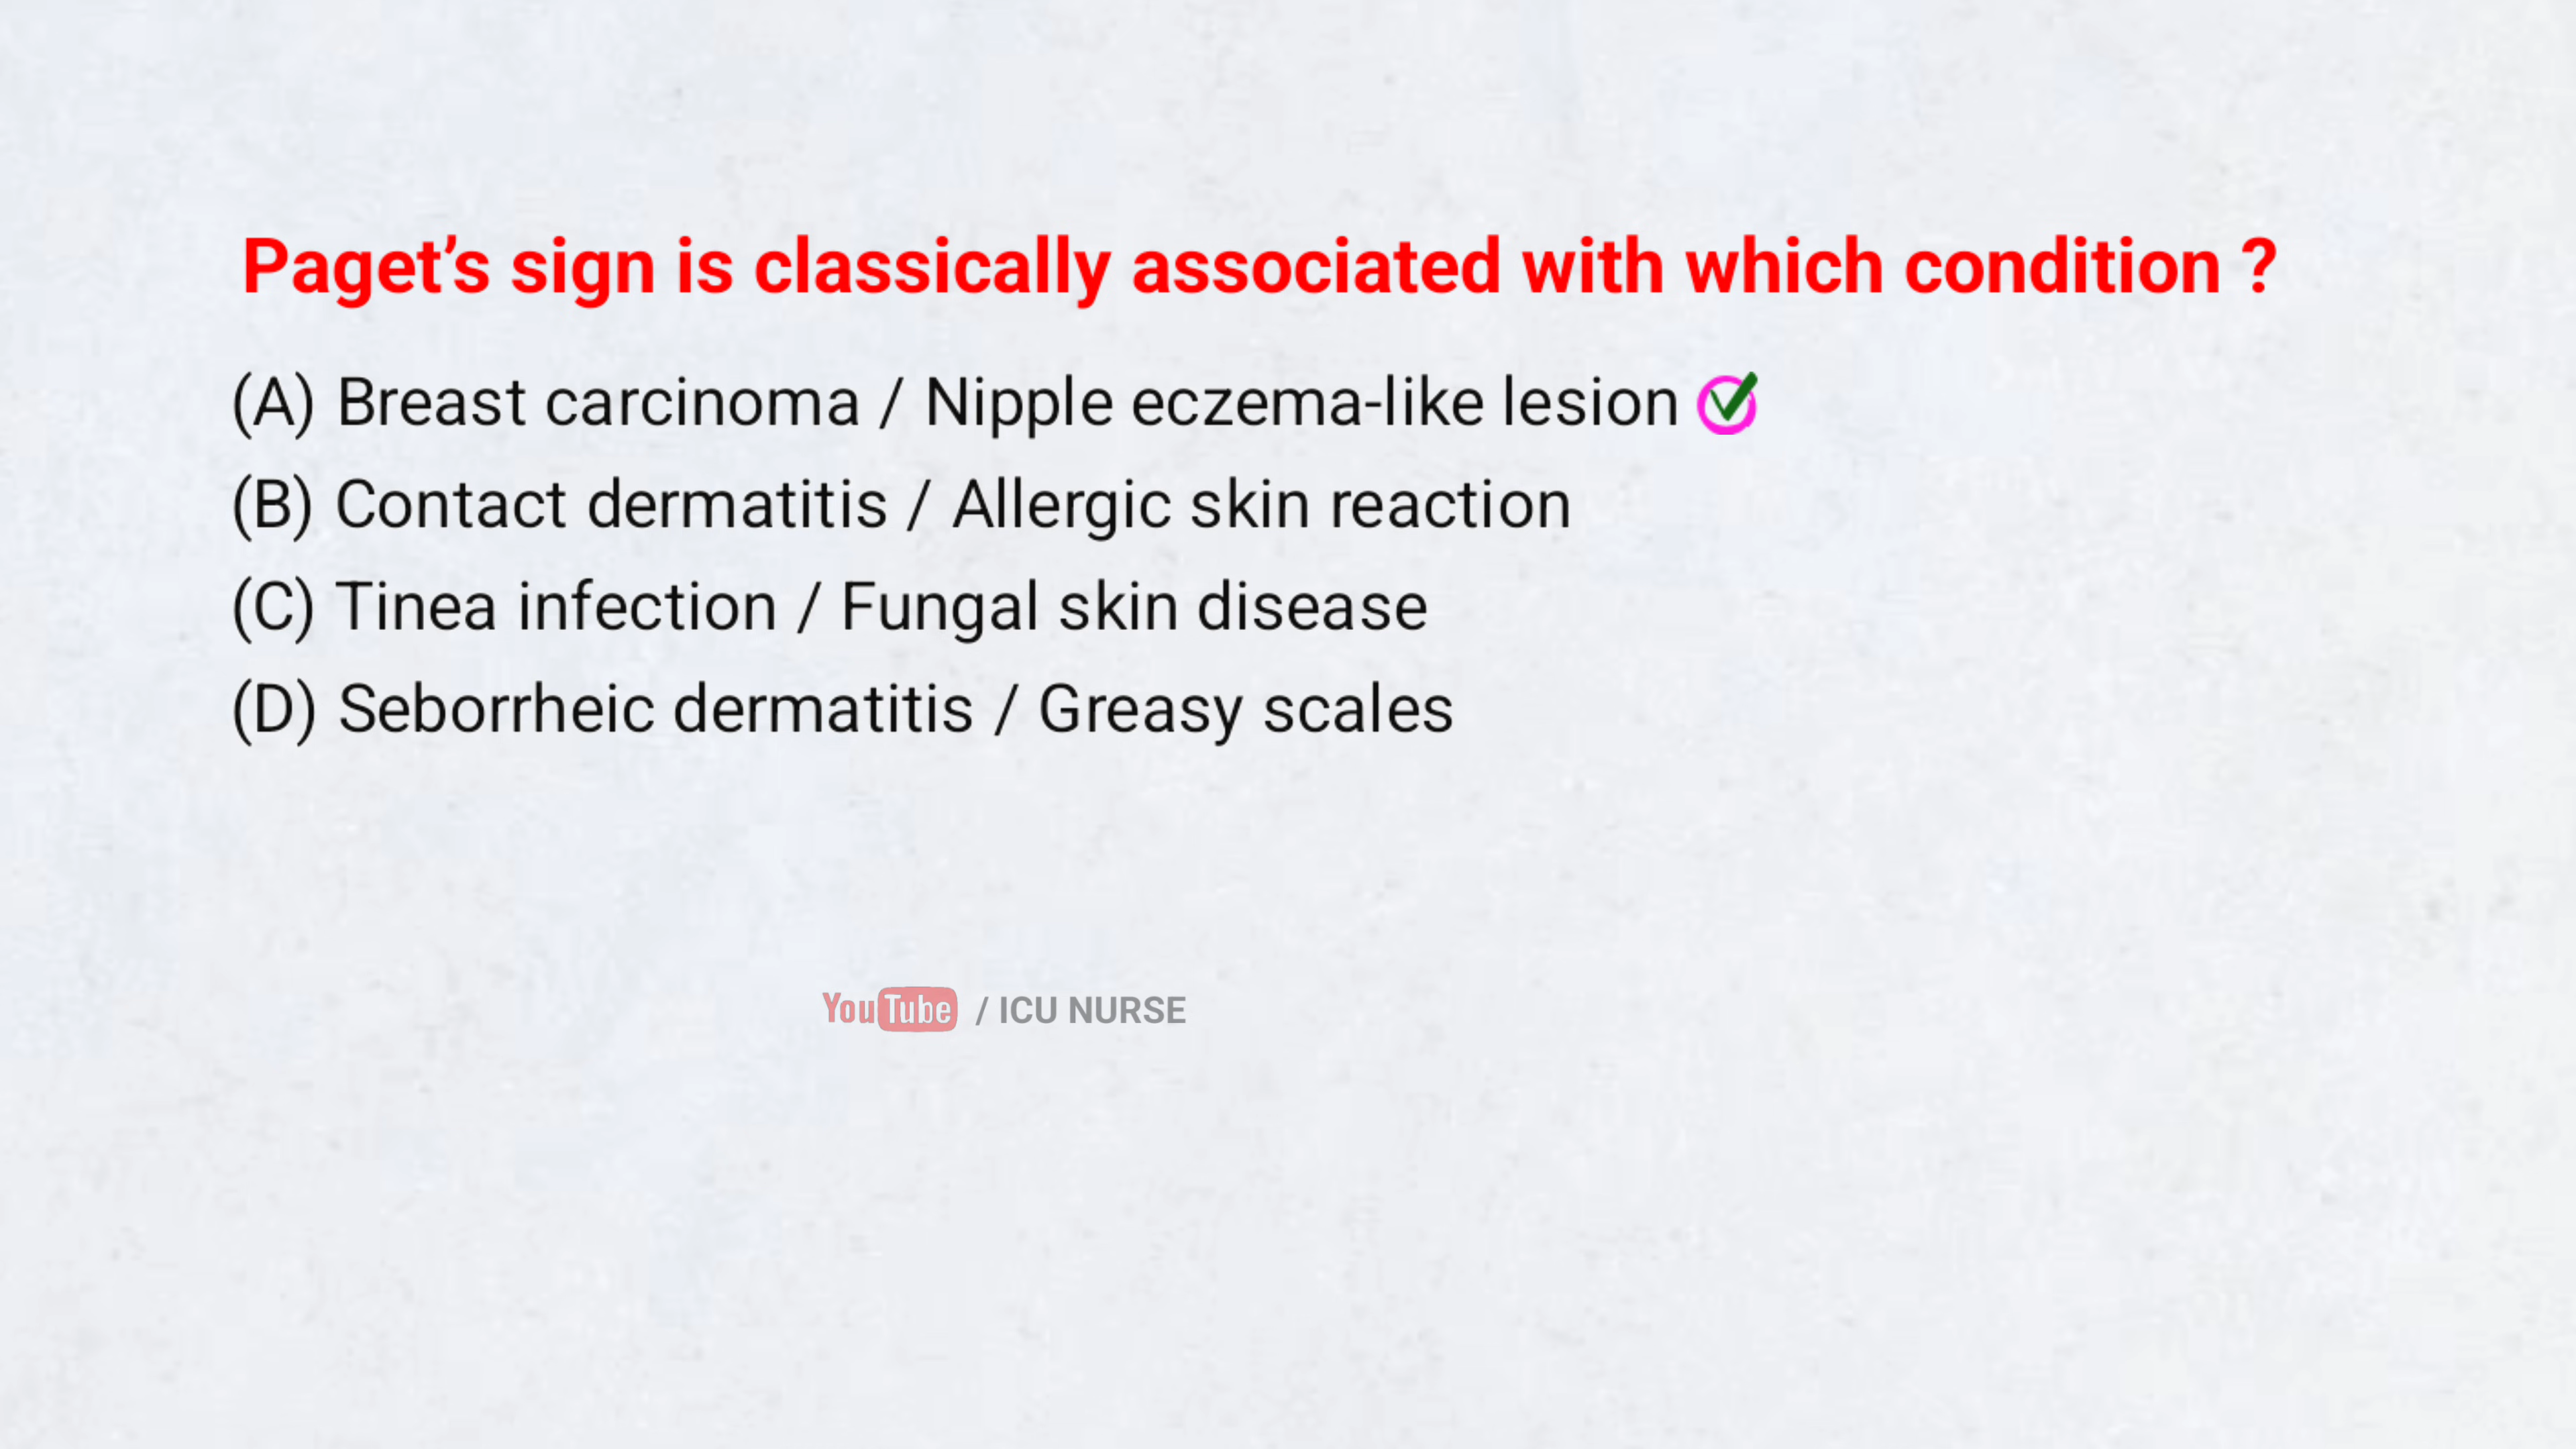 Paget’s sign is classically associated with which condition ?
(A) Breast carcinoma / Nipple eczema-like lesion
(B) Contact dermatitis / Allergic skin reaction
(C) Tinea infection / Fungal skin disease
(D) Seborrheic dermatitis / Greasy scales
YouTube / ICU NURSE